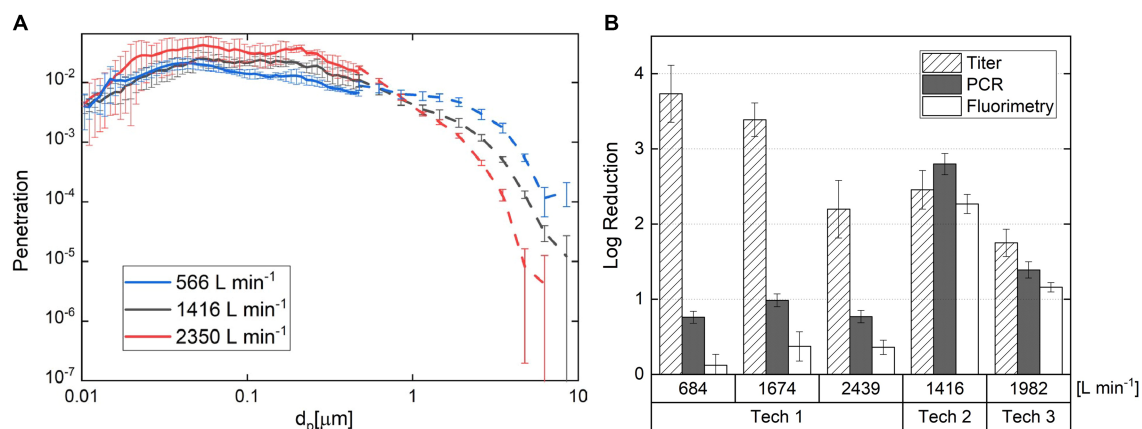 A
Penetration
10⁻²
10⁻³
10⁻⁴
10⁻⁵
10⁻⁶
10⁻⁷
566 L min⁻¹
1416 L min⁻¹
2350 L min⁻¹
0.01
0.1
1
10
dₚ[µm]
B
Log Reduction
4
3
2
1
0
Titer
PCR
Fluorimetry
684
1674
2439
1416
1982
[L min⁻¹]
Tech 1
Tech 2
Tech 3